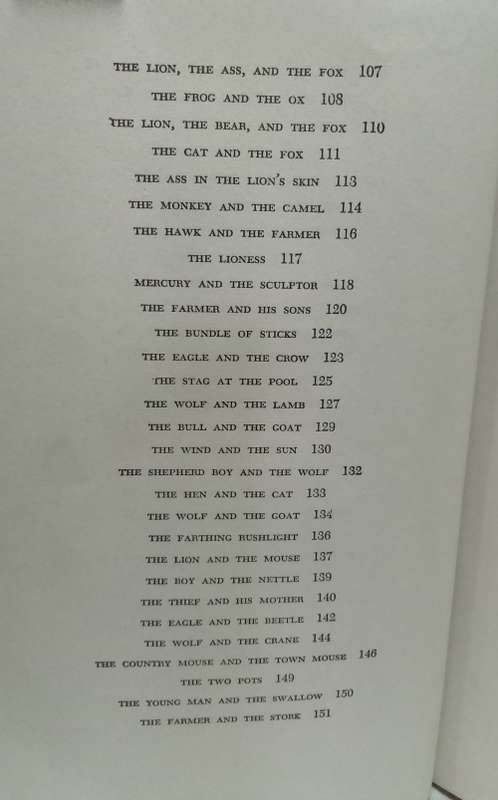 THE LION, THE ASS, AND THE FOX 107
THE FROG AND THE OX 108
THE LION, THE BEAR, AND THE FOX 110
THE CAT AND THE FOX 111
THE ASS IN THE LION'S SKIN 113
THE MONKEY AND THE CAMEL 114
THE HAWK AND THE FARMER 116
THE LIONESS 117
MERCURY AND THE SCULPTOR 118
THE FARMER AND HIS SONS 120
THE BUNDLE OF STICKS 122
THE EAGLE AND THE CROW 123
THE STAG AT THE POOL 125
THE WOLF AND THE LAMB 127
THE BULL AND THE GOAT 129
THE WIND AND THE SUN 130
THE SHEPHERD BOY AND THE WOLF 132
THE HEN AND THE CAT 133
THE WOLF AND THE GOAT 134
THE FARTHING RUSHLIGHT 136
THE LION AND THE MOUSE 137
THE BOY AND THE NETTLE 139
THE THIEF AND HIS MOTHER 140
THE EAGLE AND THE BEETLE 142
THE WOLF AND THE CRANE 144
THE COUNTRY MOUSE AND THE TOWN MOUSE 146
THE TWO POTS 149
THE YOUNG MAN AND THE SWALLOW 150
THE FARMER AND THE STORK 151